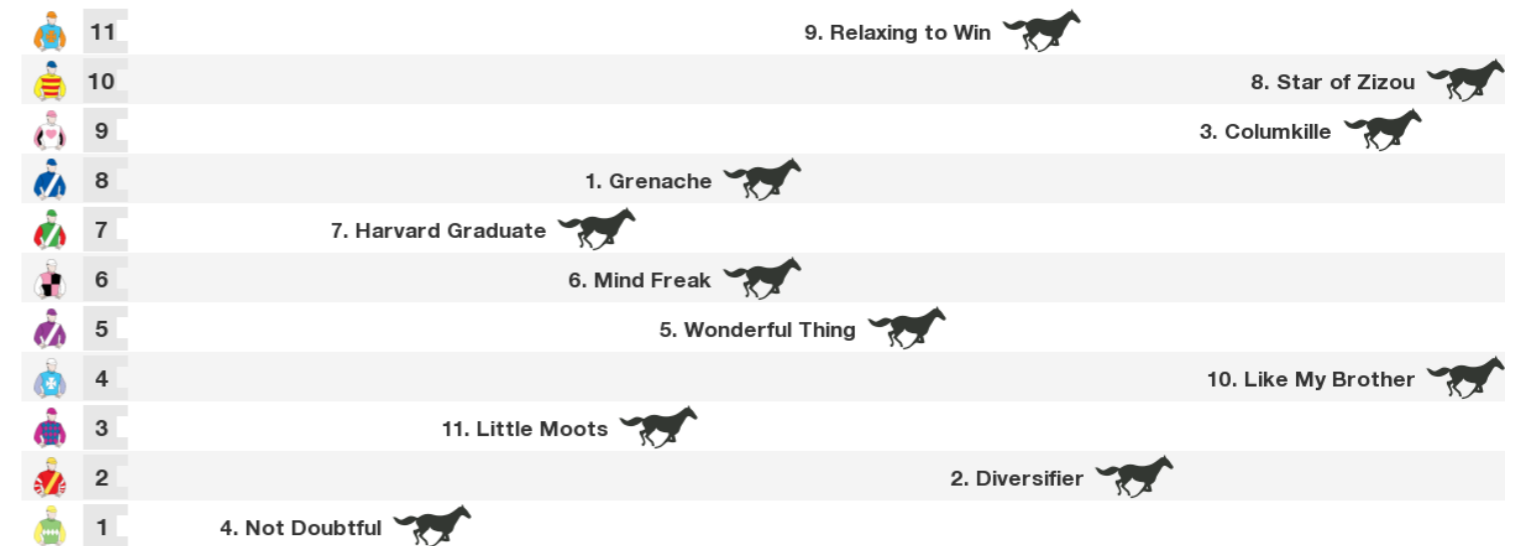 11 9. Relaxing to Win
10 8. Star of Zizou
9 3. Columkille
8 1. Grenache
7 7. Harvard Graduate
6 6. Mind Freak
5 5. Wonderful Thing
4 10. Like My Brother
3 11. Little Moots
2 2. Diversifier
1 4. Not Doubtful